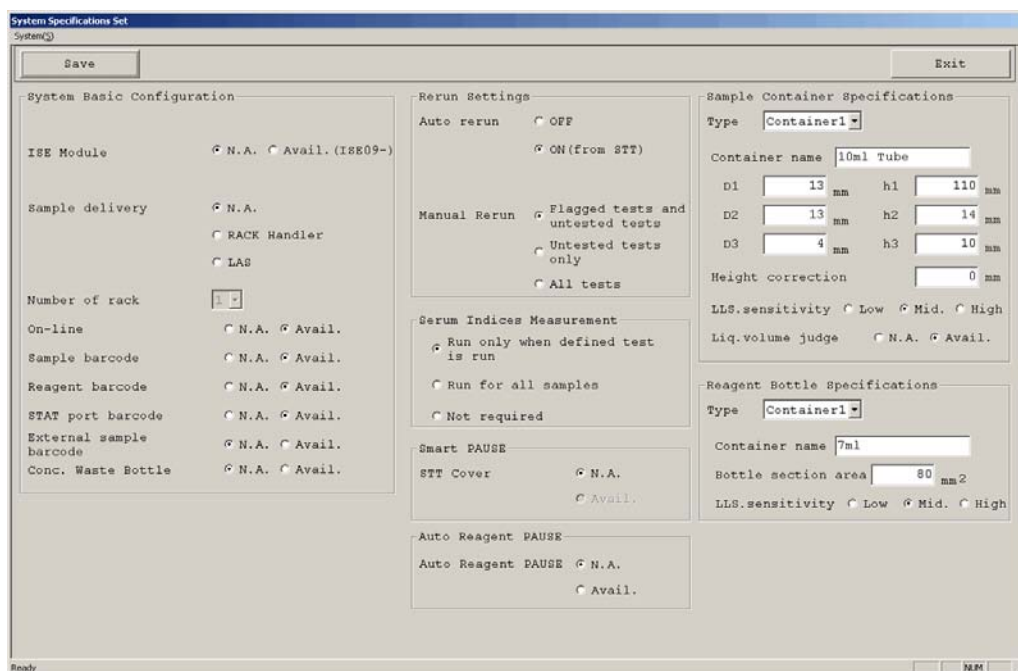 System Specifications Set
System(S)
Save
Exit
System Basic Configuration
ISE Module N.A. Avail.(ISE09-)
Sample delivery N.A.
RACK Handler
LAS
Number of rack 1
On-line N.A. Avail.
Sample barcode N.A. Avail.
Reagent barcode N.A. Avail.
STAT port barcode N.A. Avail.
External sample
barcode N.A. Avail.
Conc. Waste Bottle N.A. Avail.
Rerun Settings
Auto rerun OFF
ON(from STT)
Manual Rerun Flagged tests and
untested tests
Untested tests
only
All tests
Serum Indices Measurement
Run only when defined test
is run
Run for all samples
Not required
Smart PAUSE
STT Cover N.A.
Avail.
Auto Reagent PAUSE
Auto Reagent PAUSE N.A.
Avail.
Sample Container Specifications
Type Container1
Container name 10ml Tube
D1 13 mm h1 110 mm
D2 13 mm h2 14 mm
D3 4 mm h3 10 mm
Height correction 0 mm
LLS.sensitivity Low Mid. High
Liq.volume judge N.A. Avail.
Reagent Bottle Specifications
Type Container1
Container name 7ml
Bottle section area 80 mm2
LLS.sensitivity Low Mid. High
Ready
NUM